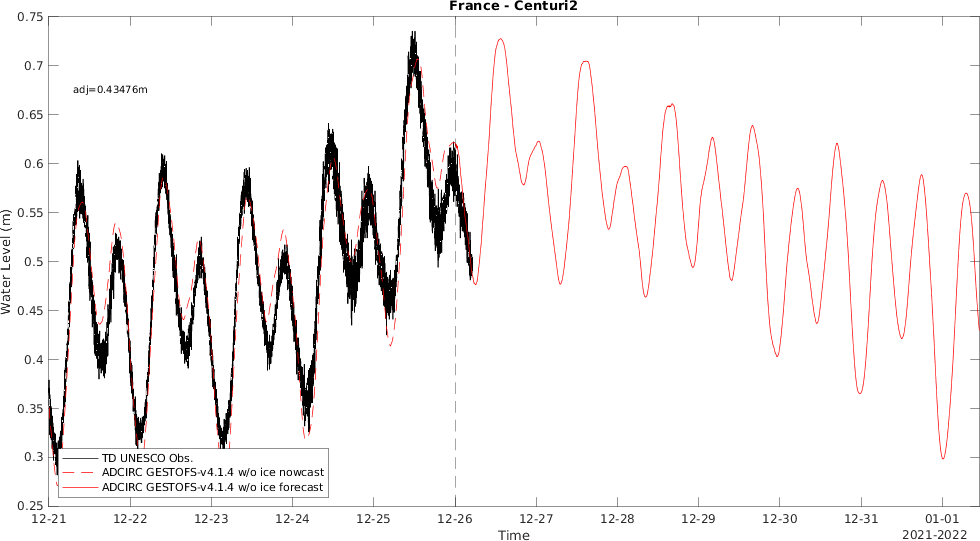 France - Centuri2
0.75
0.7
0.65
0.6
0.55
0.5
0.45
0.4
0.35
0.3
0.25
Water Level (m)
adj=0.43476m
TD UNESCO Obs.
ADCIRC GESTOFS-v4.1.4 w/o ice nowcast
ADCIRC GESTOFS-v4.1.4 w/o ice forecast
12-21 12-22 12-23 12-24 12-25 12-26 12-27 12-28 12-29 12-30 12-31 01-01
Time
2021-2022